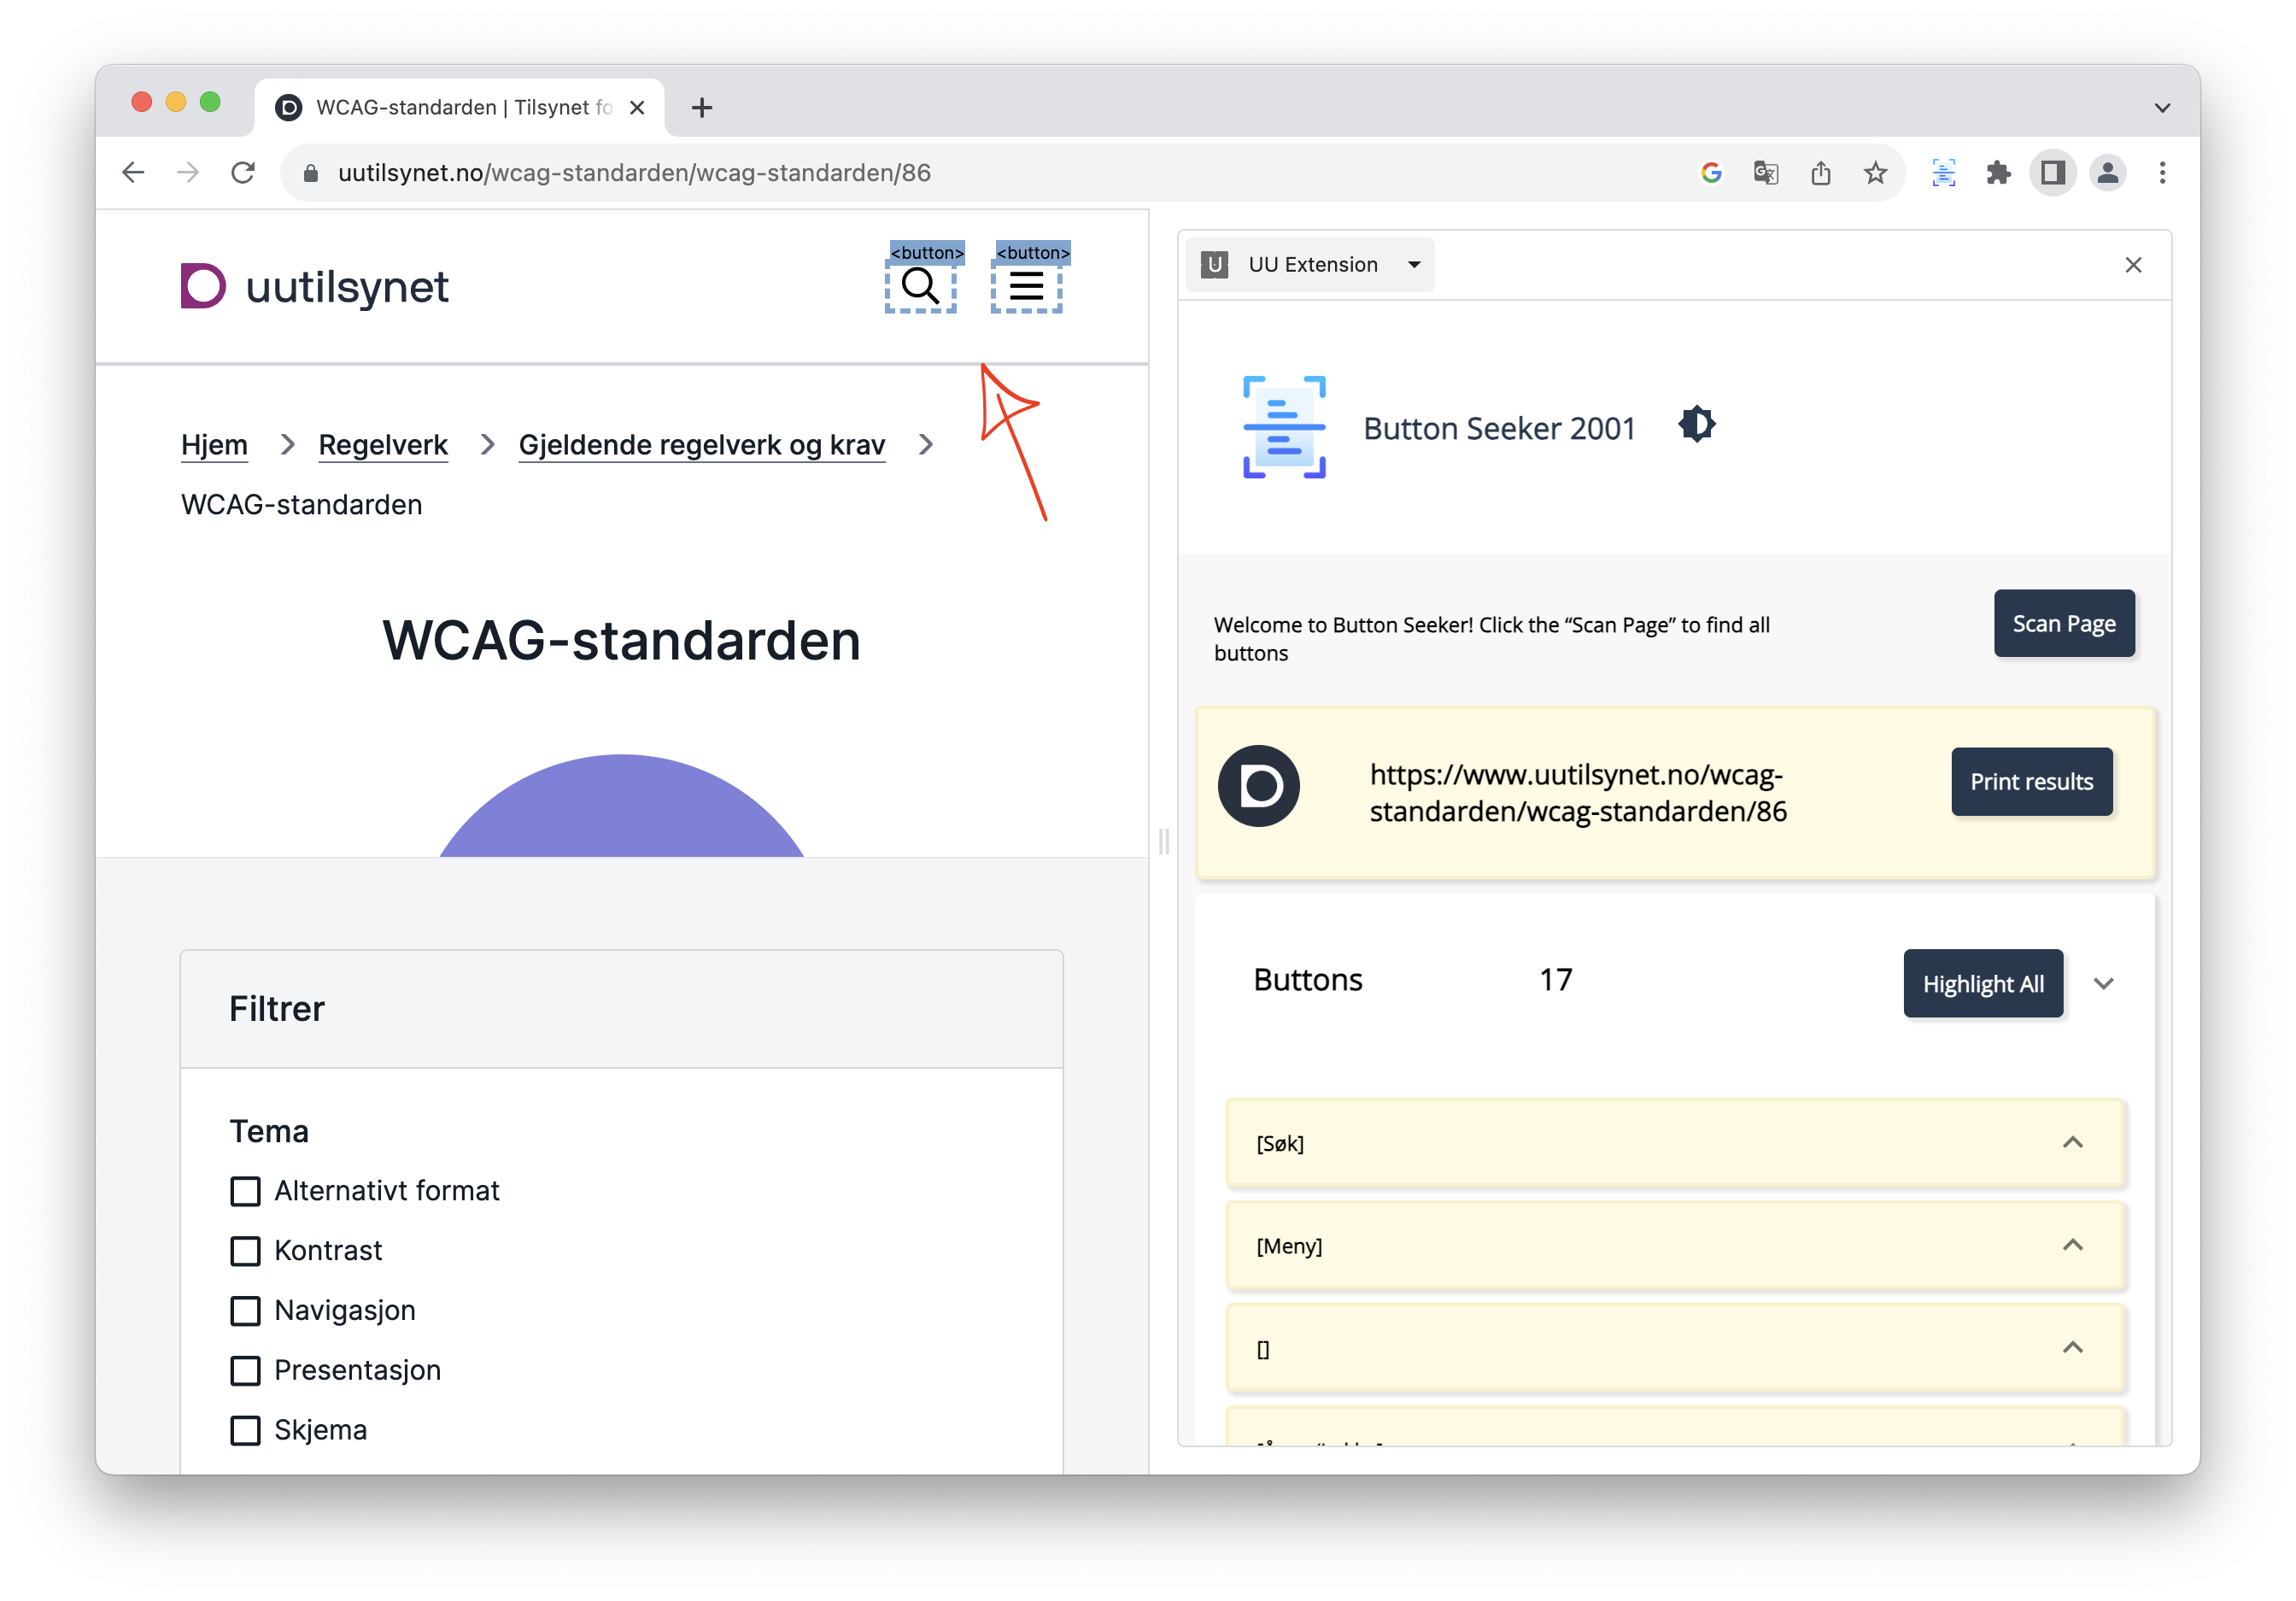 WCAG-standarden | Tilsynet fo
uutilsynet.no/wcag-standarden/wcag-standarden/86
<button>
<button>
uutilsynet
Hjem
Regelverk
Gjeldende regelverk og krav
WCAG-standarden
WCAG-standarden
Filtrer
Tema
Alternativt format
Kontrast
Navigasjon
Presentasjon
Skjema
U
UU Extension
Button Seeker 2001
Welcome to Button Seeker! Click the “Scan Page” to find all
buttons
Scan Page
https://www.uutilsynet.no/wcag-
standarden/wcag-standarden/86
Print results
Buttons
17
Highlight All
[Søk]
[Meny]
[]